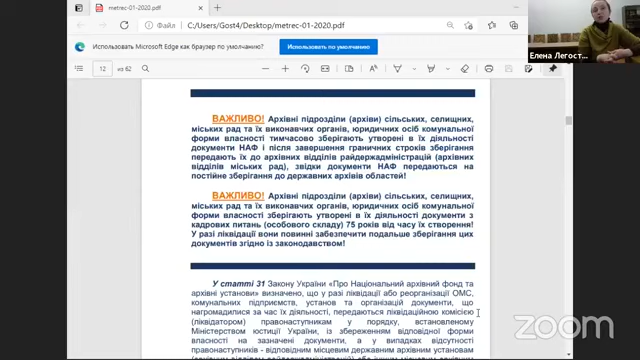 metrec-01-2020.pdf
C:/Users/Gost4/Desktop/metrec-01-2020.pdf
Использовать Microsoft Edge как браузер по умолчанию?
Использовать по умолчанию
12 из 62
Елена Легост...
ВАЖЛИВО! Архівні підрозділи (архіви) сільських, селищних,
міських рад та їх виконавчих органів, юридичних осіб комунальної
форми власності тимчасово зберігають утворені в їх діяльності
документи НАФ і після завершення граничних строків зберігання
передають їх до архівних відділів райдержадміністрацій (архівних
відділів міських рад), звідки документи НАФ передаються на
постійне зберігання до державних архівів областей!
ВАЖЛИВО! Архівні підрозділи (архіви) сільських, селищних,
міських рад та їх виконавчих органів, юридичних осіб комунальної
форми власності зберігають утворені в їх діяльності документи з
кадрових питань (особового складу) 75 років від часу їх створення!
У разі ліквідації вони повинні забезпечити подальше зберігання цих
документів згідно із законодавством!
У статті 31 Закону України «Про Національний архівний фонд та
архівні установи» визначено, що у разі ліквідації або реорганізації ОМС,
комунальних підприємств, установ та організацій документи, що
нагромадилися за час їх діяльності, передаються ліквідаційною комісією
(ліквідатором) правонаступникам у порядку, встановленому
Міністерством юстиції України, із збереженням відповідної форми
власності на зазначені документи, а у випадках відсутності
правонаступників - відповідним місцевим державним архівним установам
zoom